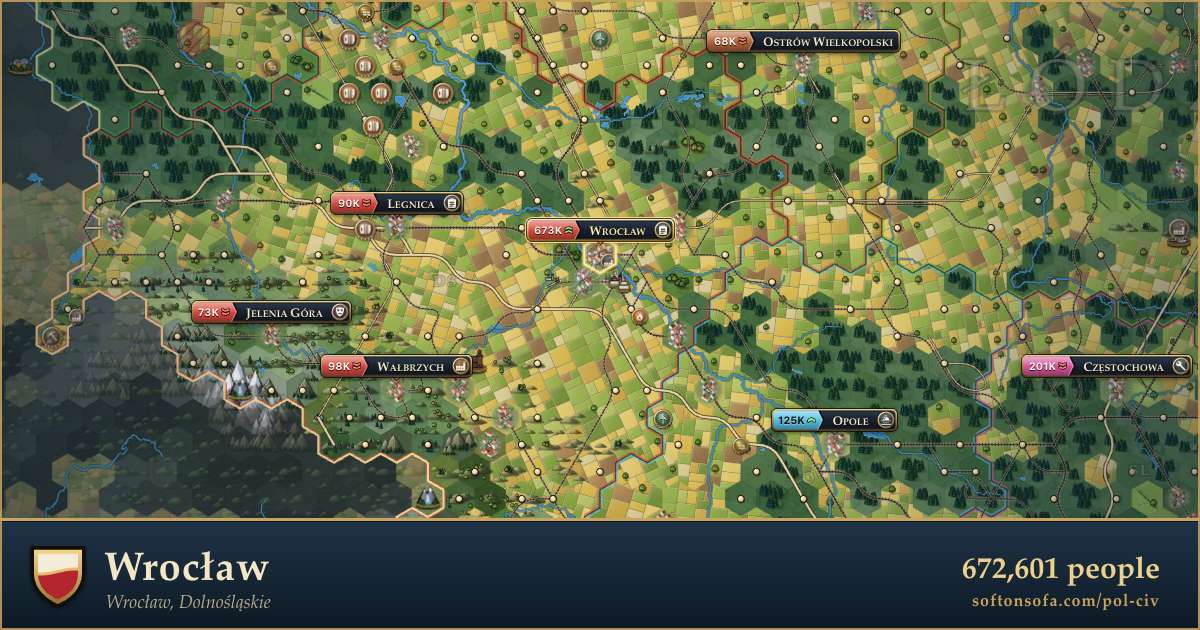 68K OSTRÓW WIELKOPOLSKI
ŁÓD
90K LEGNICA
673K WROCŁAW
73K JELENIA GÓRA
98K WAŁBRZYCH
201K CZĘSTOCHOWA
125K OPOLE
Wrocław
Wrocław, Dolnośląskie
672,601 people
softonsofa.com/pol-civ